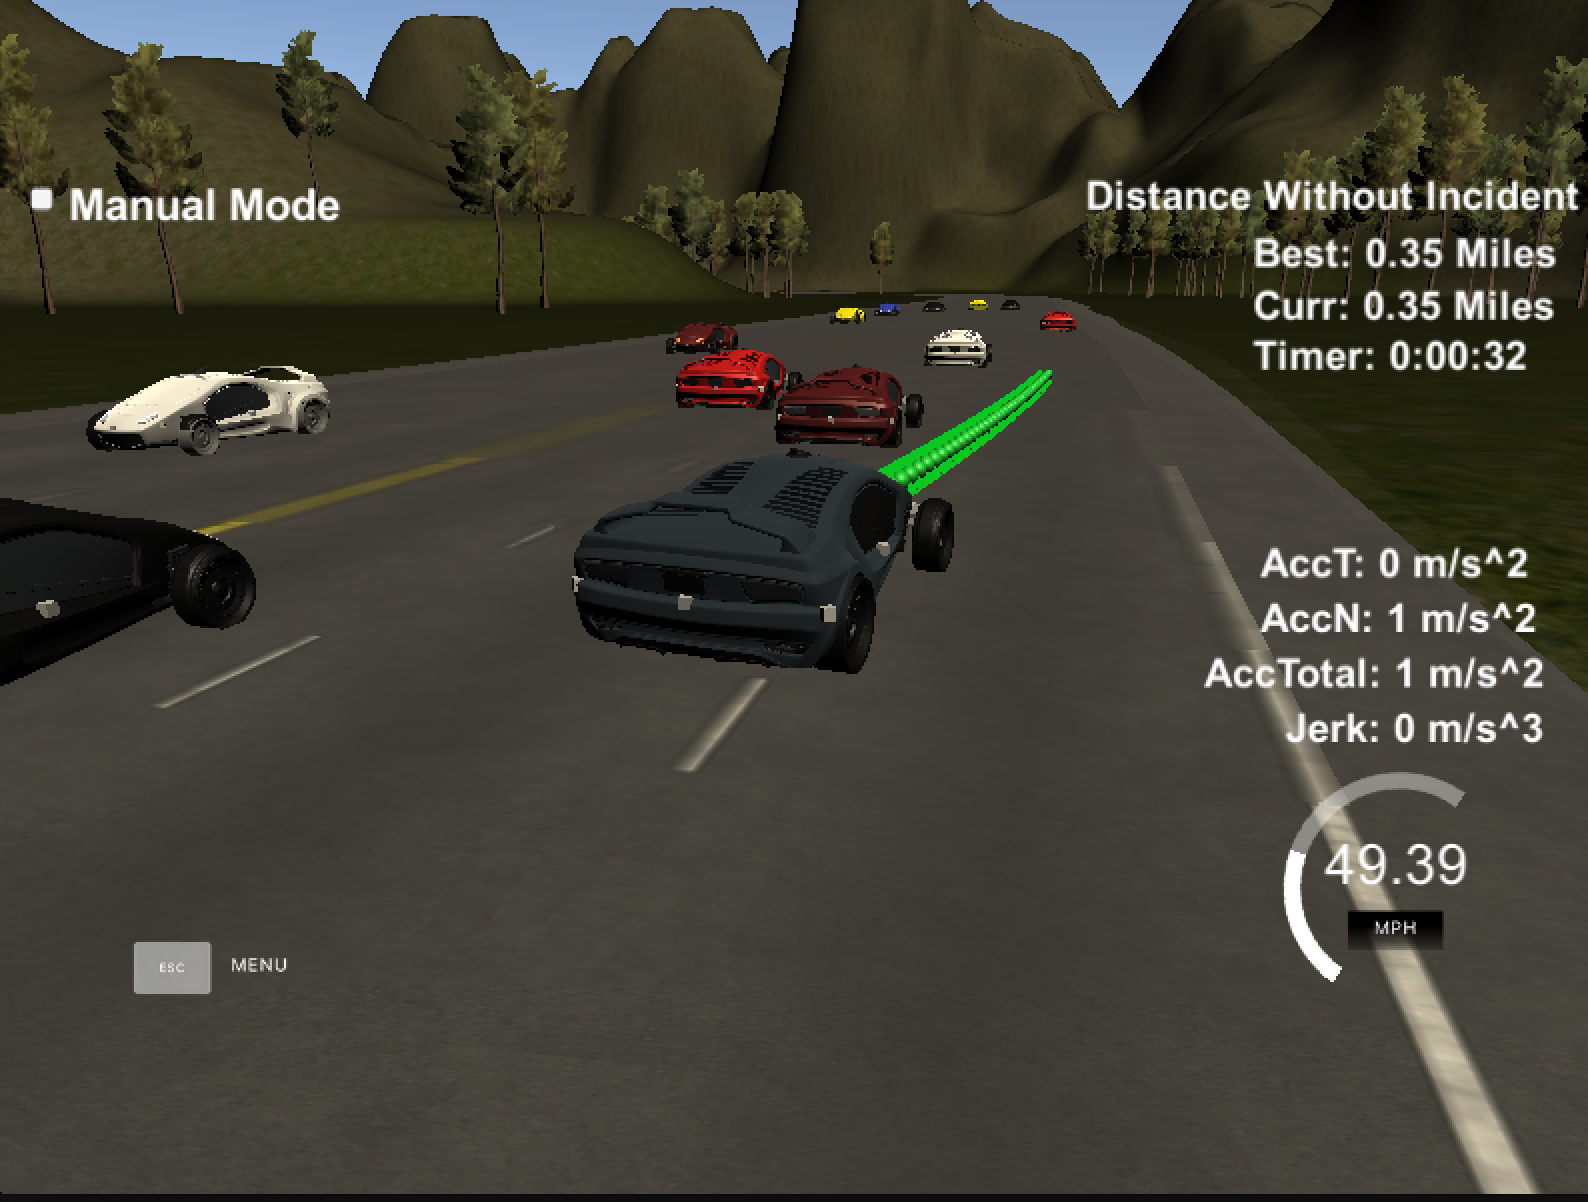 Manual Mode
Distance Without Incident
Best: 0.35 Miles
Curr: 0.35 Miles
Timer: 0:00:32
AccT: 0 m/s^2
AccN: 1 m/s^2
AccTotal: 1 m/s^2
Jerk: 0 m/s^3
49.39
MPH
ESC MENU